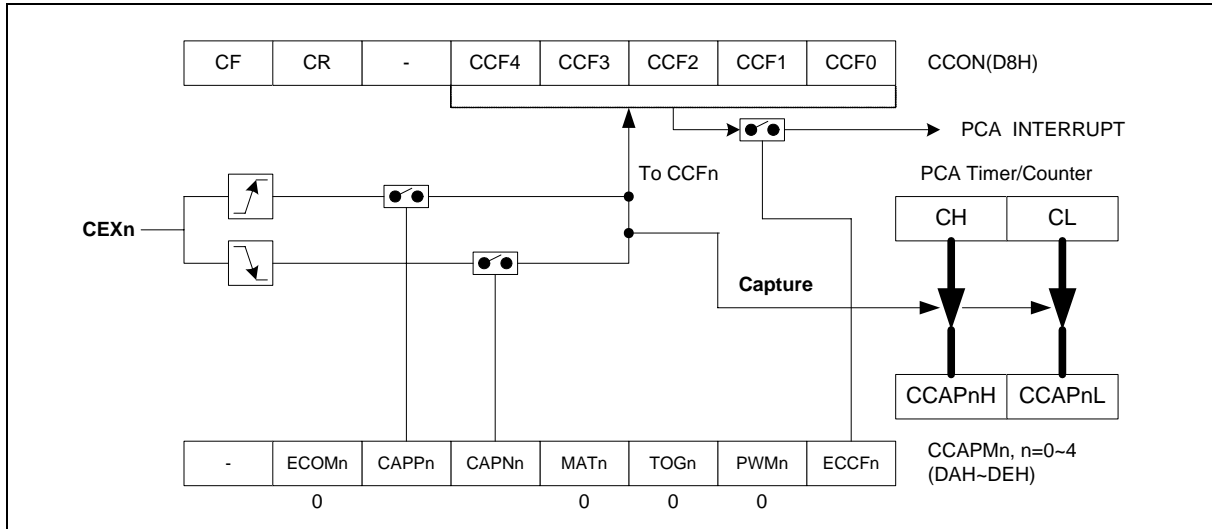 CF CR - CCF4 CCF3 CCF2 CCF1 CCF0 CCON(D8H)
PCA INTERRUPT
To CCFn
PCA Timer/Counter
CH CL
CEXn
Capture
CCAPnH CCAPnL
- ECOMn CAPPn CAPNn MATn TOGn PWMn ECCFn
CCAPMn, n=0~4
(DAH~DEH)
0 0 0 0